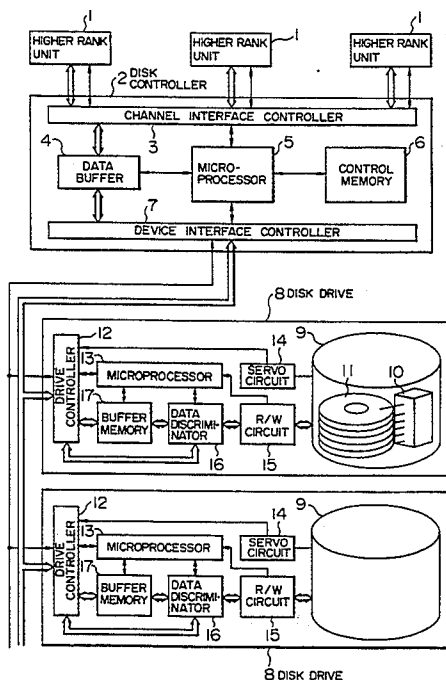 1
HIGHER RANK
UNIT
1
HIGHER RANK
UNIT
1
HIGHER RANK
UNIT
2 DISK
CONTROLLER
CHANNEL INTERFACE CONTROLLER
3
4
DATA
BUFFER
5
MICRO-
PROCESSOR
6
CONTROL
MEMORY
7
DEVICE INTERFACE CONTROLLER
8 DISK DRIVE
12
DRIVE
CONTROLLER
13
MICROPROCESSOR
14
SERVO
CIRCUIT
9
11
10
17
BUFFER
MEMORY
DATA
DISCRIMI-
NATOR
16
R/W
CIRCUIT
15
12
DRIVE
CONTROLLER
13
MICROPROCESSOR
14
SERVO
CIRCUIT
9
17
BUFFER
MEMORY
DATA
DISCRIMI-
NATOR
16
R/W
CIRCUIT
15
8 DISK DRIVE